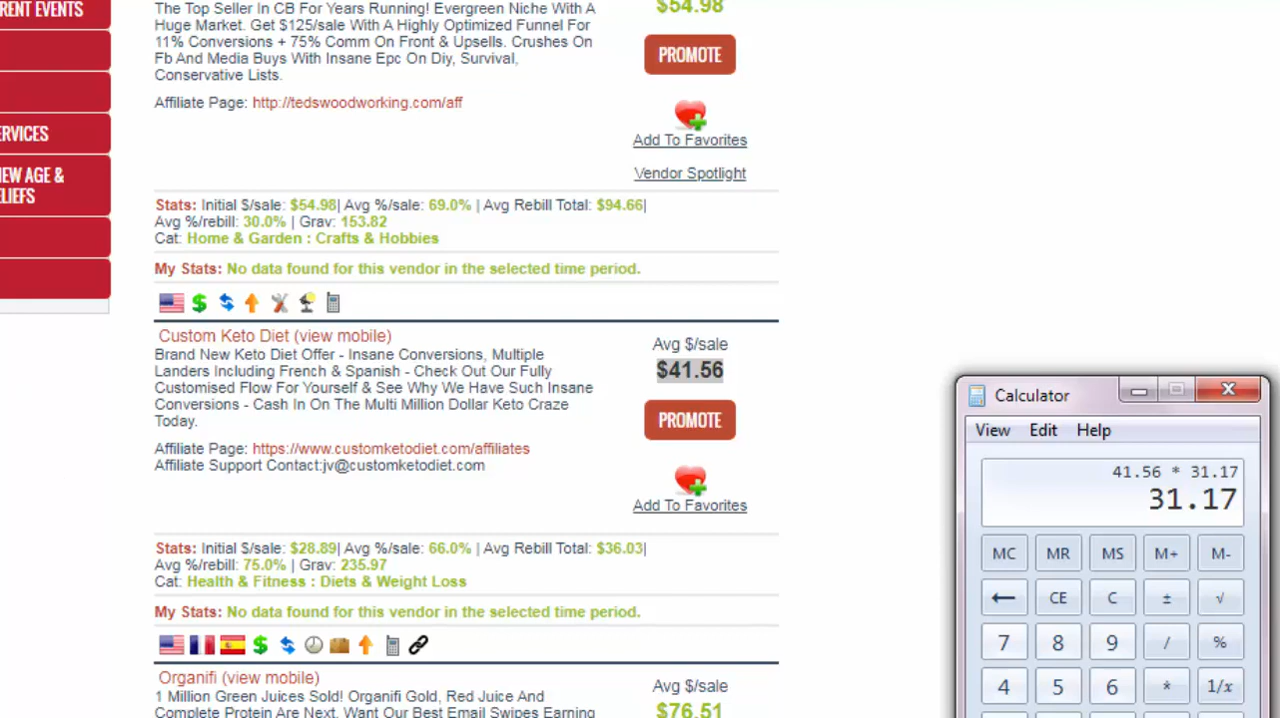 RENT EVENTS
ERVICES
EW AGE &
ELIEFS
The Top Seller In CB For Years Running! Evergreen Niche With A
Huge Market. Get $125/sale With A Highly Optimized Funnel For
11% Conversions + 75% Comm On Front & Upsells. Crushes On
Fb And Media Buys With Insane Epc On Diy, Survival,
Conservative Lists.
Affiliate Page: http://tedswoodworking.com/aff
$54.98
PROMOTE
Add To Favorites
Vendor Spotlight
Stats: Initial $/sale: $54.98| Avg %/sale: 69.0% | Avg Rebill Total: $94.66|
Avg %/rebill: 30.0% | Grav: 153.82
Cat: Home & Garden : Crafts & Hobbies
My Stats: No data found for this vendor in the selected time period.
Custom Keto Diet (view mobile)
Brand New Keto Diet Offer - Insane Conversions, Multiple
Landers Including French & Spanish - Check Out Our Fully
Customised Flow For Yourself & See Why We Have Such Insane
Conversions - Cash In On The Multi Million Dollar Keto Craze
Today.
Affiliate Page: https://www.customketodiet.com/affiliates
Affiliate Support Contact:jv@customketodiet.com
Avg $/sale
$41.56
PROMOTE
Add To Favorites
Stats: Initial $/sale: $28.89| Avg %/sale: 66.0% | Avg Rebill Total: $36.03|
Avg %/rebill: 75.0% | Grav: 235.97
Cat: Health & Fitness : Diets & Weight Loss
My Stats: No data found for this vendor in the selected time period.
Organifi (view mobile)
1 Million Green Juices Sold! Organifi Gold, Red Juice And
Complete Protein Are Next. Want Our Best Email Swipes Earning
Avg $/sale
$76.51
Calculator
View Edit Help
41.56 * 31.17
31.17
MC MR MS M+ M-
← CE C ± √
7 8 9 / %
4 5 6 * 1/x